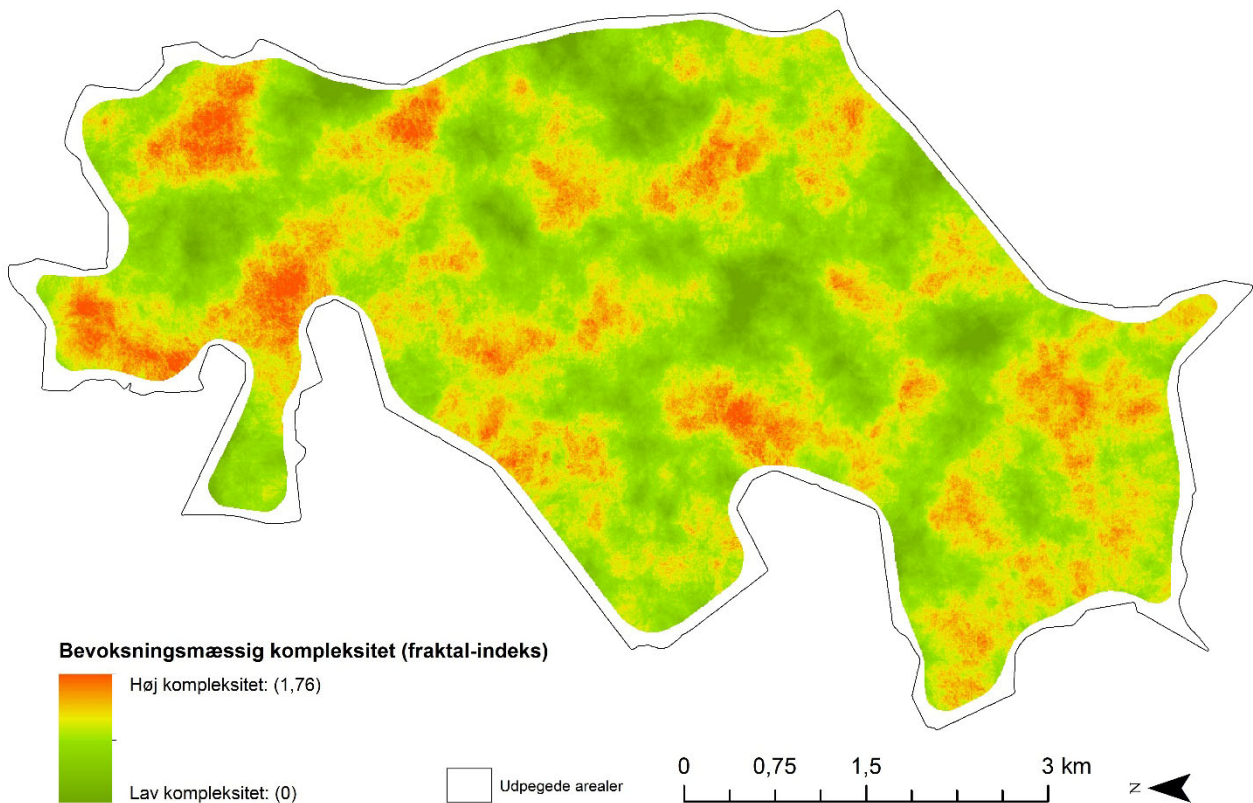 Bevoksningsmæssig kompleksitet (fraktal-indeks)
Høj kompleksitet: (1,76)
Lav kompleksitet: (0)
Udpegede arealer
0 0,75 1,5 3 km
N